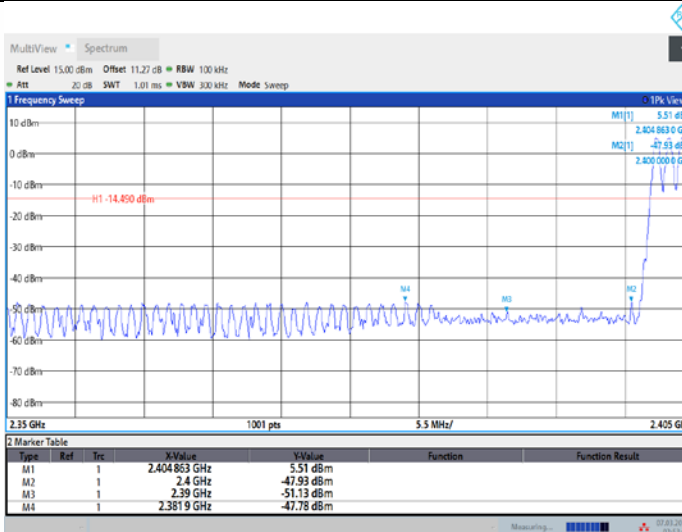 MultiView Spectrum
Ref Level 15.00 dBm Offset 11.27 dB RBW 100 kHz
Att 20 dB SWT 1.01 ms VBW 300 kHz Mode Sweep
1 Frequency Sweep 1Pk View
M1[1] 5.51 dB
2.404 863 0 G
M2[1] -47.93 dB
2.400 000 0 G
10 dBm
0 dBm
-10 dBm
H1 -14.490 dBm
-20 dBm
-30 dBm
-40 dBm
M4 M3 M2
-50 dBm
-60 dBm
-70 dBm
-80 dBm
2.35 GHz 1001 pts 5.5 MHz/ 2.405 G
2 Marker Table
Type Ref Trc X-Value Y-Value Function Function Result
M1 1 2.404 863 GHz 5.51 dBm
M2 1 2.4 GHz -47.93 dBm
M3 1 2.39 GHz -51.13 dBm
M4 1 2.381 9 GHz -47.78 dBm
Measuring...